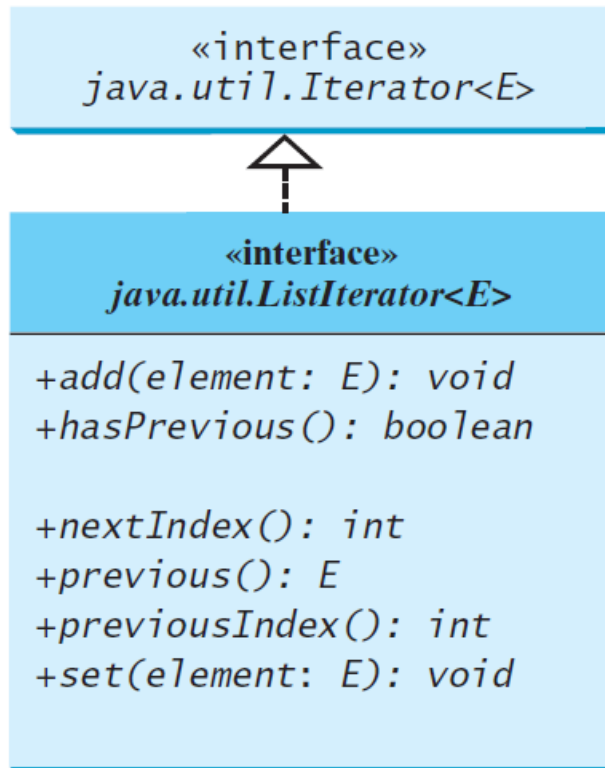 «interface»
java.util.Iterator<E>
«interface»
java.util.ListIterator<E>
+add(element: E): void
+hasPrevious(): boolean
+nextIndex(): int
+previous(): E
+previousIndex(): int
+set(element: E): void